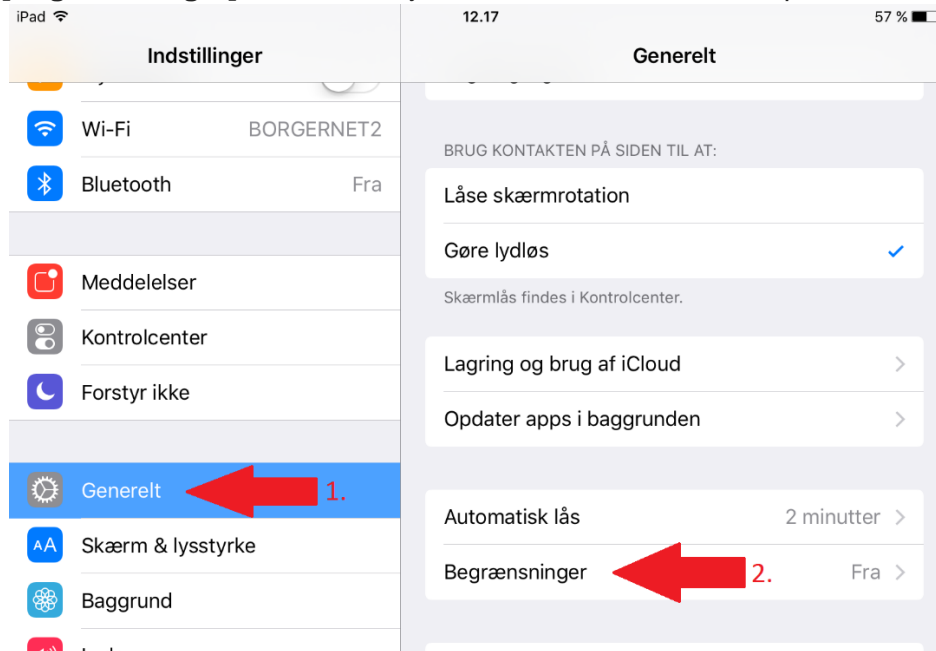 iPad 12.17 57 %
Indstillinger
Wi-Fi BORGERNET2
Bluetooth Fra
Meddelelser
Kontrolcenter
Forstyr ikke
Generelt 1.
Skærm & lysstyrke
Baggrund
Generelt
BRUG KONTAKTEN PÅ SIDEN TIL AT:
Låse skærmrotation
Gøre lydløs
Skærmlås findes i Kontrolcenter.
Lagring og brug af iCloud
Opdater apps i baggrunden
Automatisk lås 2 minutter
Begrænsninger 2. Fra